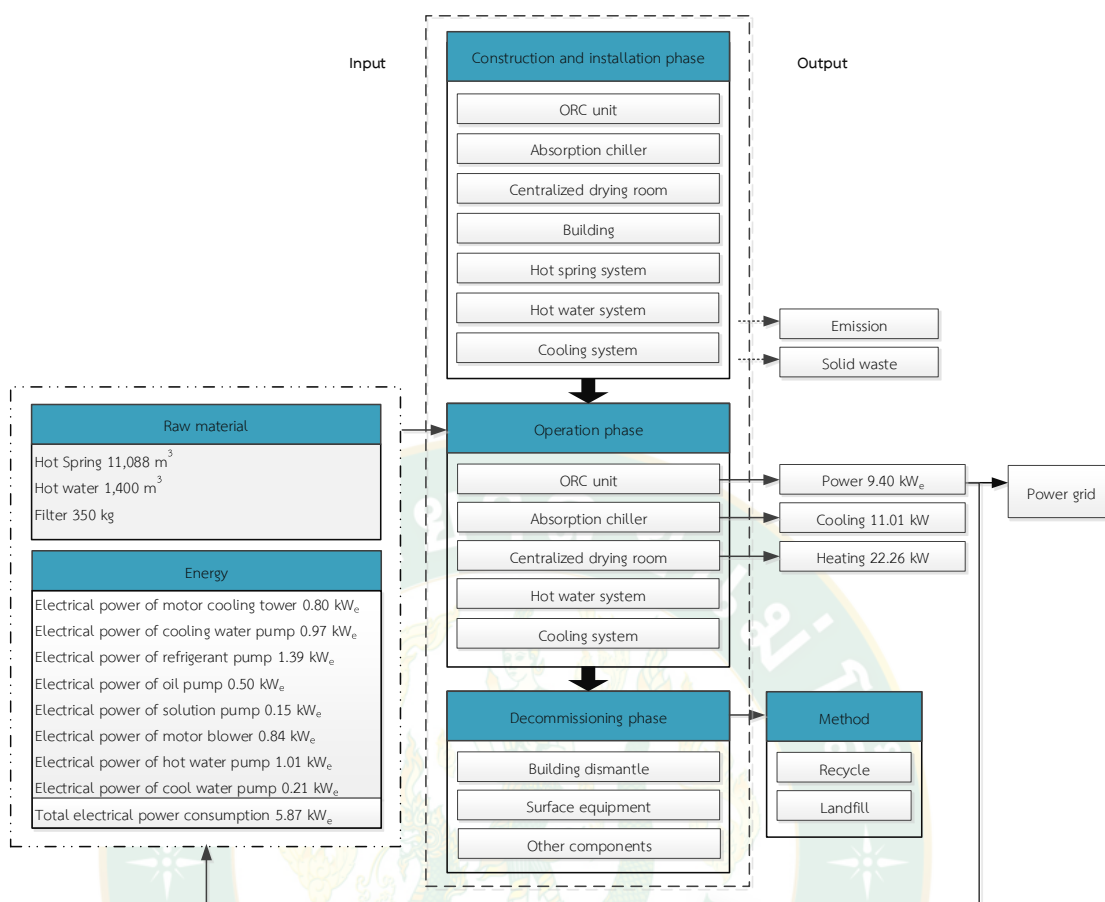 Input
Output
Construction and installation phase
ORC unit
Absorption chiller
Centralized drying room
Building
Hot spring system
Hot water system
Cooling system
Emission
Solid waste
Raw material
Hot Spring 11,088 m³
Hot water 1,400 m³
Filter 350 kg
Energy
Electrical power of motor cooling tower 0.80 kWₑ
Electrical power of cooling water pump 0.97 kWₑ
Electrical power of refrigerant pump 1.39 kWₑ
Electrical power of oil pump 0.50 kWₑ
Electrical power of solution pump 0.15 kWₑ
Electrical power of motor blower 0.84 kWₑ
Electrical power of hot water pump 1.01 kWₑ
Electrical power of cool water pump 0.21 kWₑ
Total electrical power consumption 5.87 kWₑ
Operation phase
ORC unit
Absorption chiller
Centralized drying room
Hot water system
Cooling system
Power 9.40 kWₑ
Cooling 11.01 kW
Heating 22.26 kW
Power grid
Decommissioning phase
Building dismantle
Surface equipment
Other components
Method
Recycle
Landfill